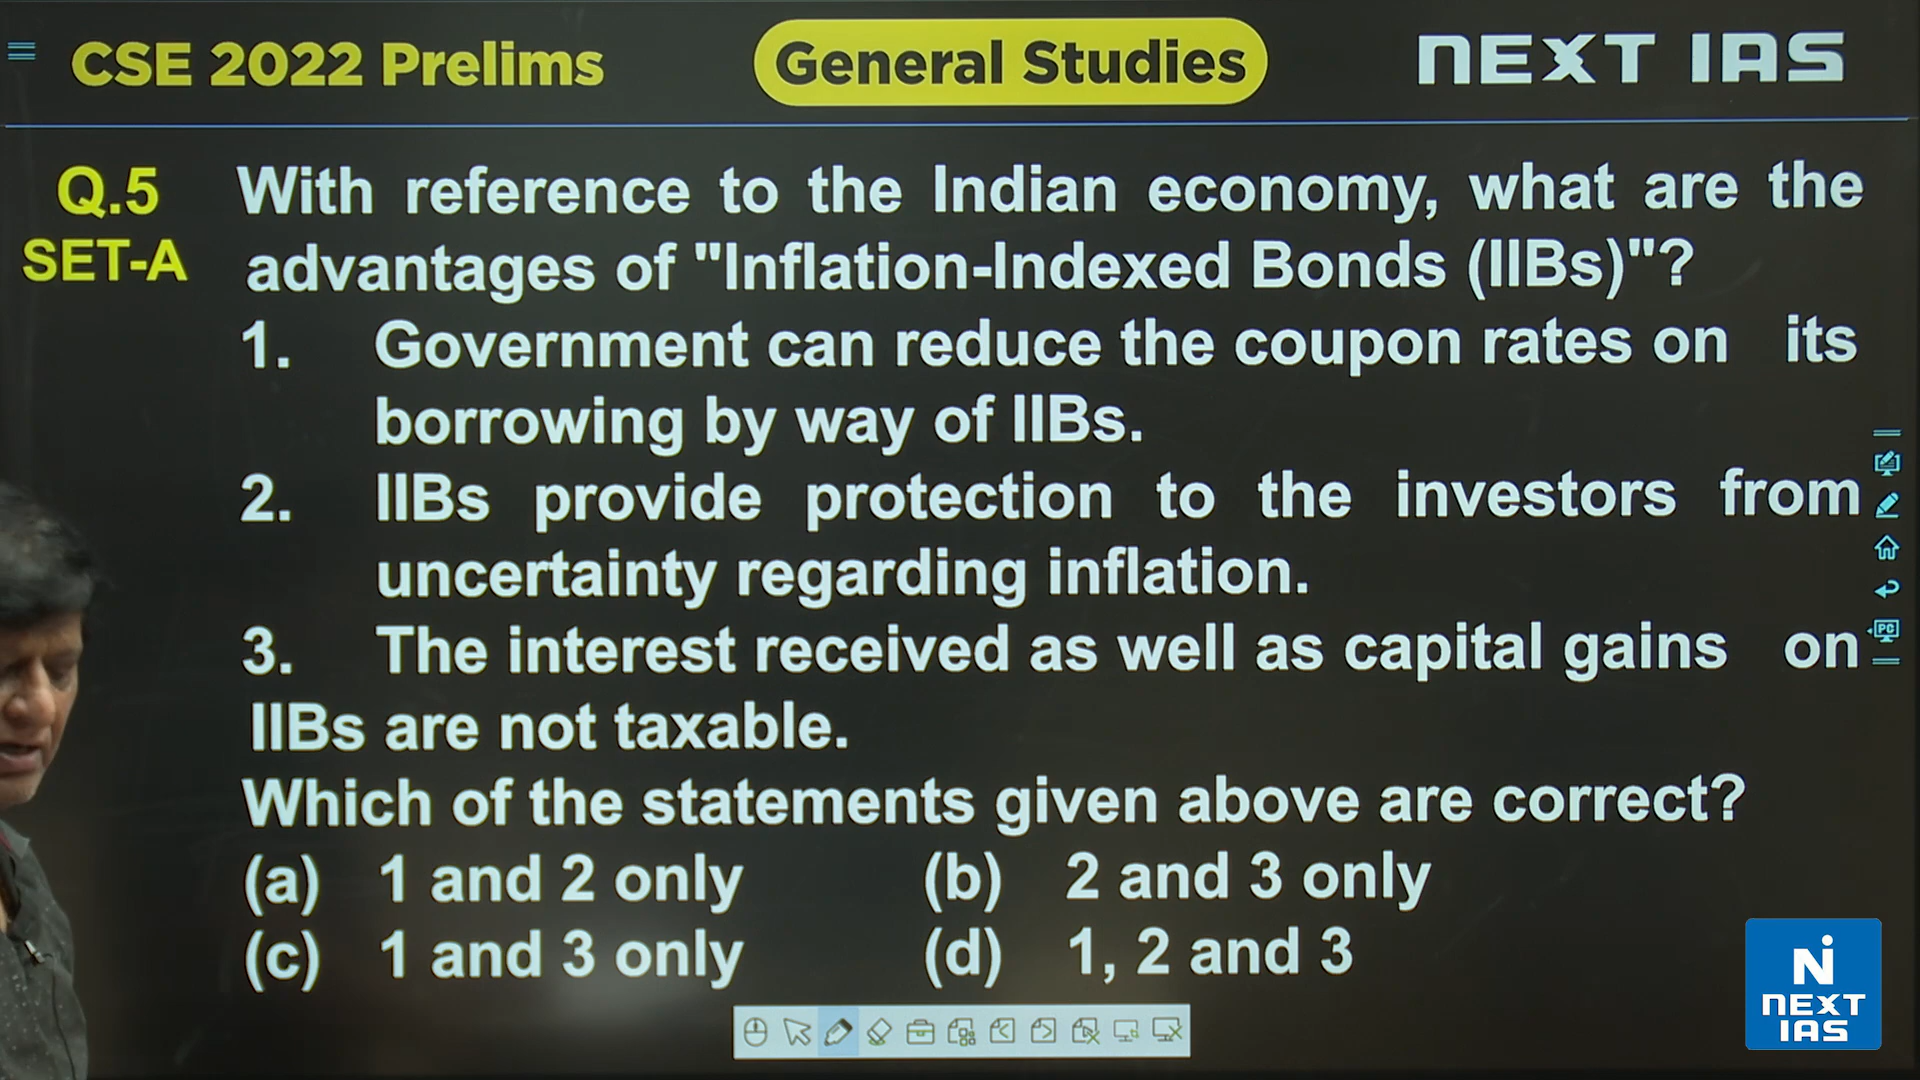 CSE 2022 Prelims
General Studies
NEXT IAS
Q.5
SET-A
With reference to the Indian economy, what are the
advantages of "Inflation-Indexed Bonds (IIBs)"?
1. Government can reduce the coupon rates on its
borrowing by way of IIBs.
2. IIBs provide protection to the investors from
uncertainty regarding inflation.
3. The interest received as well as capital gains on
IIBs are not taxable.
Which of the statements given above are correct?
(a) 1 and 2 only (b) 2 and 3 only
(c) 1 and 3 only (d) 1, 2 and 3
PC
N
NEXT
IAS